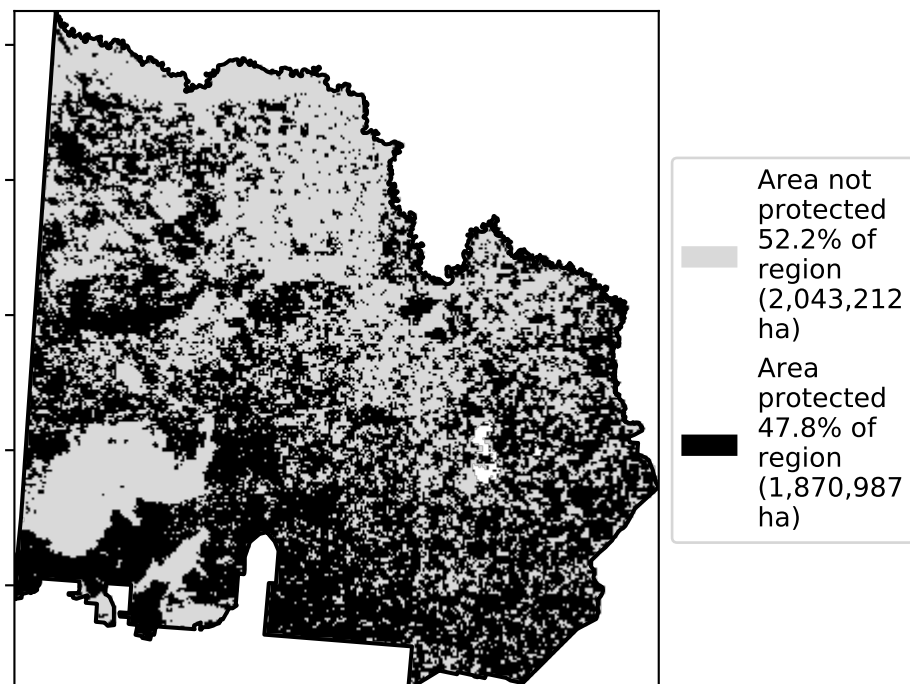 Area not
protected
52.2% of
region
(2,043,212
ha)
Area
protected
47.8% of
region
(1,870,987
ha)